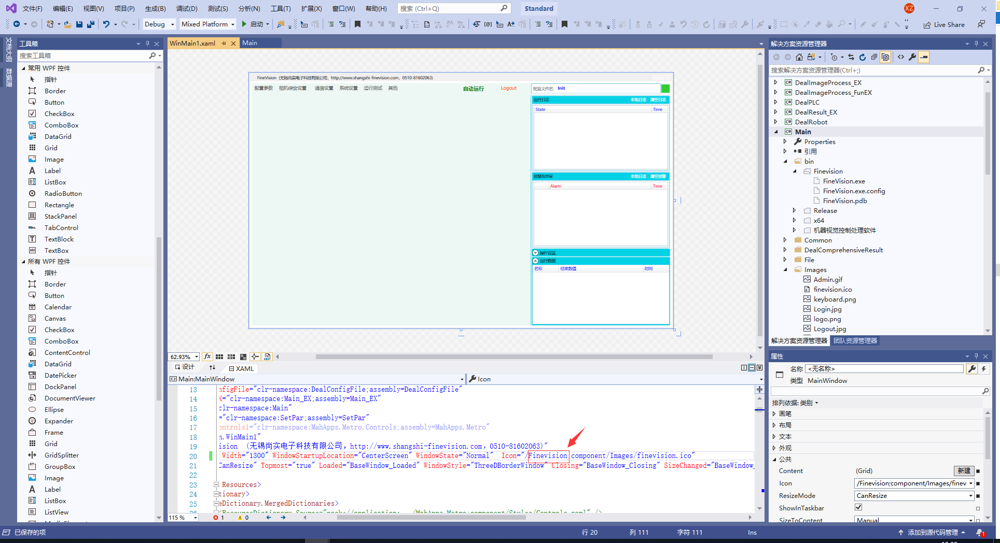 文件(F) 编辑(E) 视图(V) 项目(P) 生成(B) 调试(D) 测试(S) 分析(N) 工具(T) 扩展(X) 窗口(W) 帮助(H) 搜索 (Ctrl+Q) Standard XZ
Debug Mixed Platform 启动 Live Share
文档大纲
数据源
工具箱
搜索工具箱
常用 WPF 控件
指针
Border
Button
CheckBox
ComboBox
DataGrid
Grid
Image
Label
ListBox
RadioButton
Rectangle
StackPanel
TabControl
TextBlock
TextBox
所有 WPF 控件
指针
Border
Button
Calendar
Canvas
CheckBox
ComboBox
ContentControl
DataGrid
DatePicker
DockPanel
DocumentViewer
Ellipse
Expander
Frame
Grid
GridSplitter
GroupBox
Image
Label
ListBox
ListView
WinMain1.xaml Main
FineVision (无锡尚实电子科技有限公司, http://www.shangshi-finevision.com, 0510-81602063)
配置参数 相机综合设置 通信设置 系统设置 运行测试 其他 自动运行 Logout 配置文件名: Init
运行日志 本地日志 清空日志
State Time
报警&异常 本地日志 清空报警
Alarm Time
操作设置
运行数据
名称 结果数值 时间
62.93% fx
设计 XAML
Main:MainWindow Icon
13 nfigFile="clr-namespace:DealConfigFile;assembly=DealConfigFile"
14 X="clr-namespace:Main_EX;assembly=Main_EX"
15 clr-namespace:Main"
16 ="clr-namespace:SetPar;assembly=SetPar"
17 ontrols1="clr-namespace:MahApps.Metro.Controls;assembly=MahApps.Metro"
18 n.WinMain1"
19 ision (无锡尚实电子科技有限公司, http://www.shangshi-finevision.com, 0510-81602063)"
20 Width="1300" WindowStartupLocation="CenterScreen" WindowState="Normal" Icon="/Finevision component/Images/finevision.ico"
21 CanResize" Topmost="true" Loaded="BaseWindow_Loaded" WindowStyle="ThreeDBorderWindow" Closing="BaseWindow_Closing" SizeChanged="BaseWindow_
22
23 Resources>
24 tionary>
25 eDictionary.MergedDictionaries>
115 % 1 0
解决方案资源管理器
搜索解决方案资源管理器(Ctrl+;)
C# DealImageProcess_EX
C# DealImageProcess_FunEX
C# DealPLC
C# DealResult_EX
C# DealRobot
C# Main
Properties
引用
bin
Finevision
FineVision.exe
FineVision.exe.config
FineVision.pdb
Release
x64
机器视觉控制处理软件
Common
DealComprehensiveResult
File
Images
Admin.gif
finevision.ico
keyboard.png
Login.jpg
logo.png
Logout.jpg
解决方案资源管理器 团队资源管理器
属性
名称 <无名称>
类型 MainWindow
排列依据: 类别
画笔
布局
文本
外观
公共
Content (Grid) 新建
Icon /Finevision;component/Images/finev
ResizeMode CanResize
ShowInTaskbar
SizeToContent Manual
已保存的项 行 20 列 111 字符 111 Ins 添加到源代码管理 1